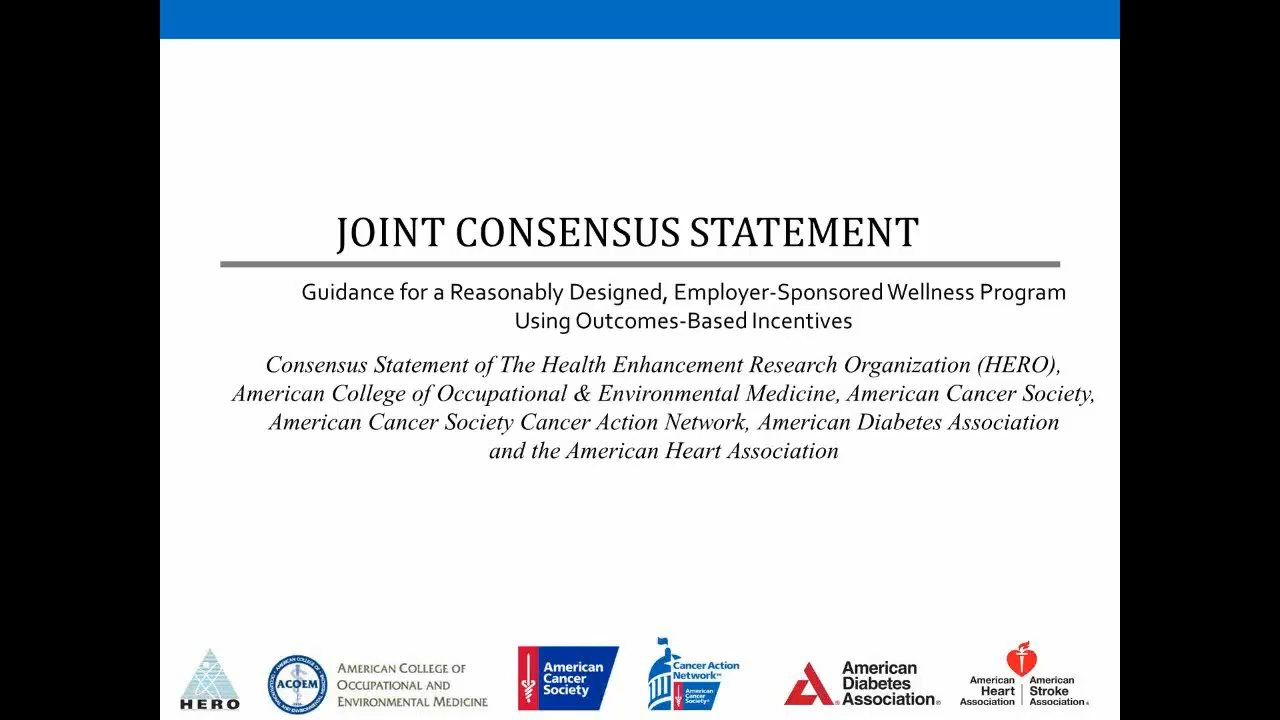 JOINT CONSENSUS STATEMENT
Guidance for a Reasonably Designed, Employer-Sponsored Wellness Program
Using Outcomes-Based Incentives
Consensus Statement of The Health Enhancement Research Organization (HERO),
American College of Occupational & Environmental Medicine, American Cancer Society,
American Cancer Society Cancer Action Network, American Diabetes Association
and the American Heart Association
HERO
ACOEM
AMERICAN COLLEGE OF
OCCUPATIONAL AND
ENVIRONMENTAL MEDICINE
American
Cancer
Society
Cancer Action
Network℠
American
Cancer
Society®
American
Diabetes
Association®
American
Heart
Association
American
Stroke
Association®